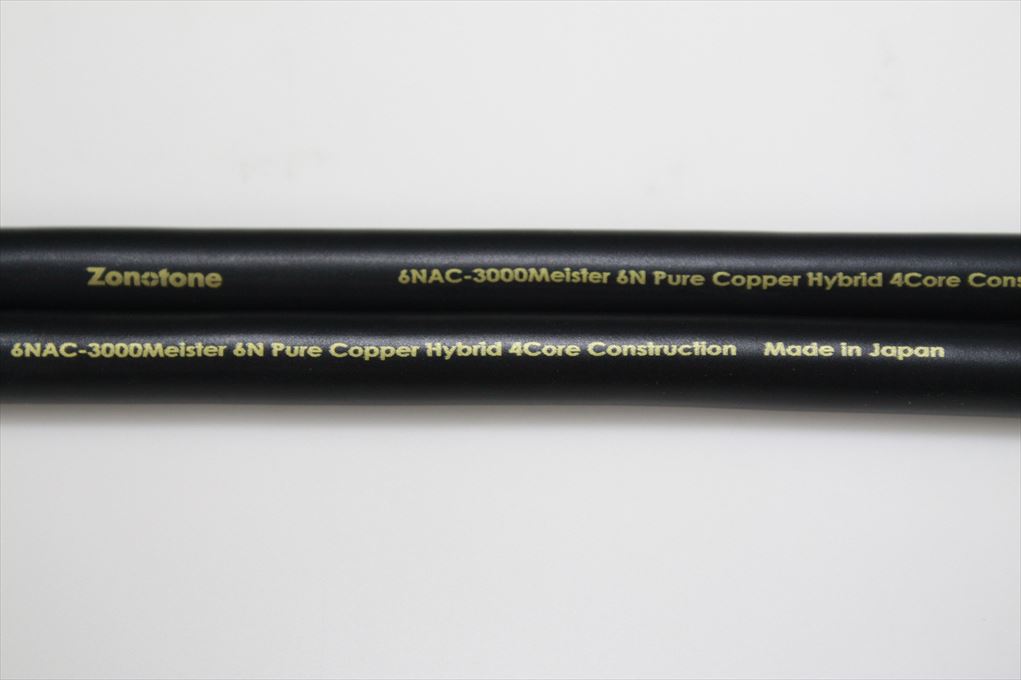 Zonotone 6NAC-3000Meister 6N Pure Copper Hybrid 4Core Cons
6NAC-3000Meister 6N Pure Copper Hybrid 4Core Construction Made in Japan